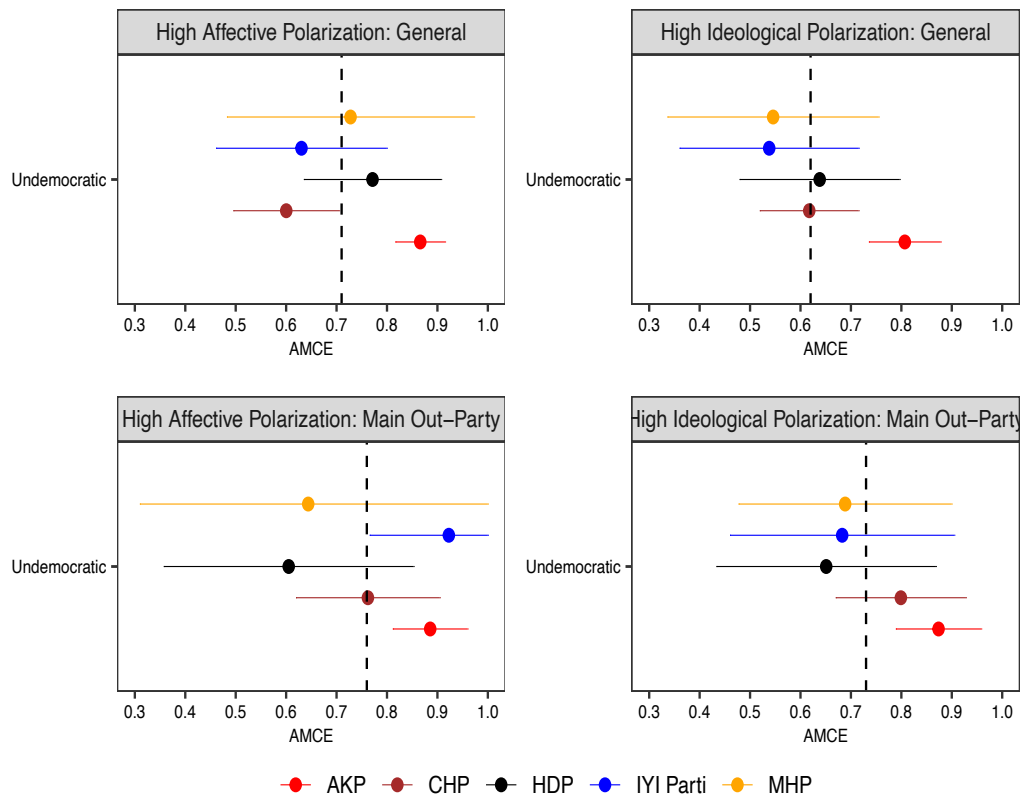 High Affective Polarization: General
Undemocratic
0.3 0.4 0.5 0.6 0.7 0.8 0.9 1.0
AMCE
High Ideological Polarization: General
Undemocratic
0.3 0.4 0.5 0.6 0.7 0.8 0.9 1.0
AMCE
High Affective Polarization: Main Out−Party
Undemocratic
0.3 0.4 0.5 0.6 0.7 0.8 0.9 1.0
AMCE
High Ideological Polarization: Main Out−Party
Undemocratic
0.3 0.4 0.5 0.6 0.7 0.8 0.9 1.0
AMCE
AKP CHP HDP IYI Parti MHP